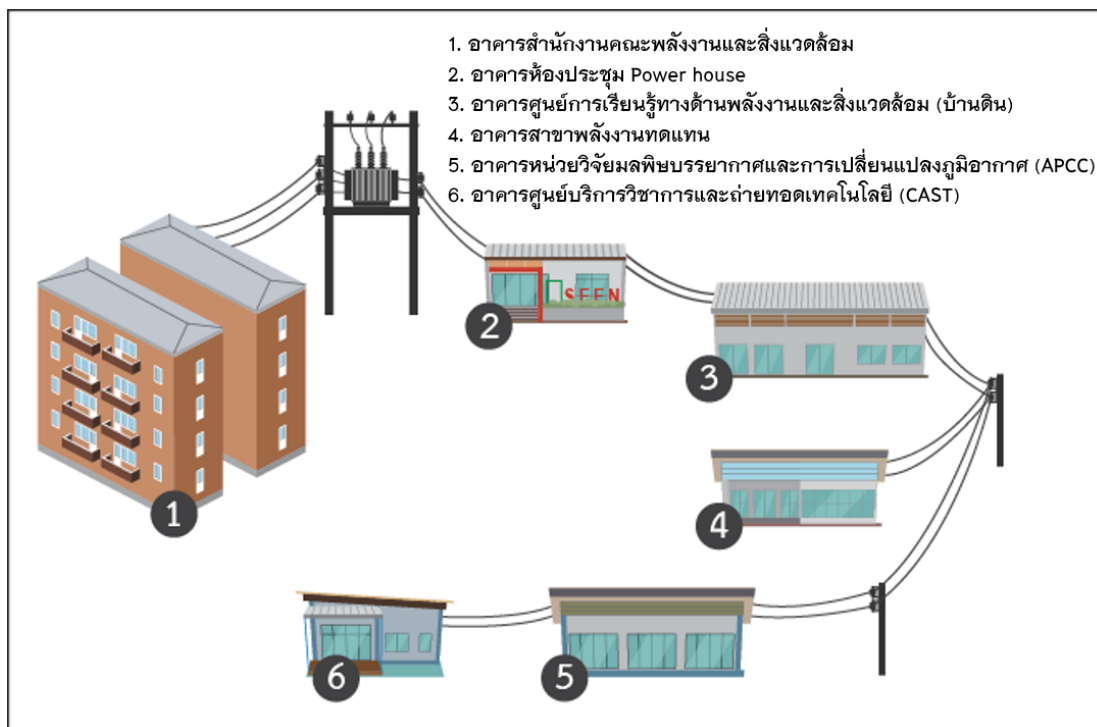 1. อาคารสำนักงานคณะพลังงานและสิ่งแวดล้อม
2. อาคารห้องประชุม Power house
3. อาคารศูนย์การเรียนรู้ทางด้านพลังงานและสิ่งแวดล้อม (บ้านดิน)
4. อาคารสาขาพลังงานทดแทน
5. อาคารหน่วยวิจัยมลพิษบรรยากาศและการเปลี่ยนแปลงภูมิอากาศ (APCC)
6. อาคารศูนย์บริการวิชาการและถ่ายทอดเทคโนโลยี (CAST)
SEEN
2
3
1
4
6
5